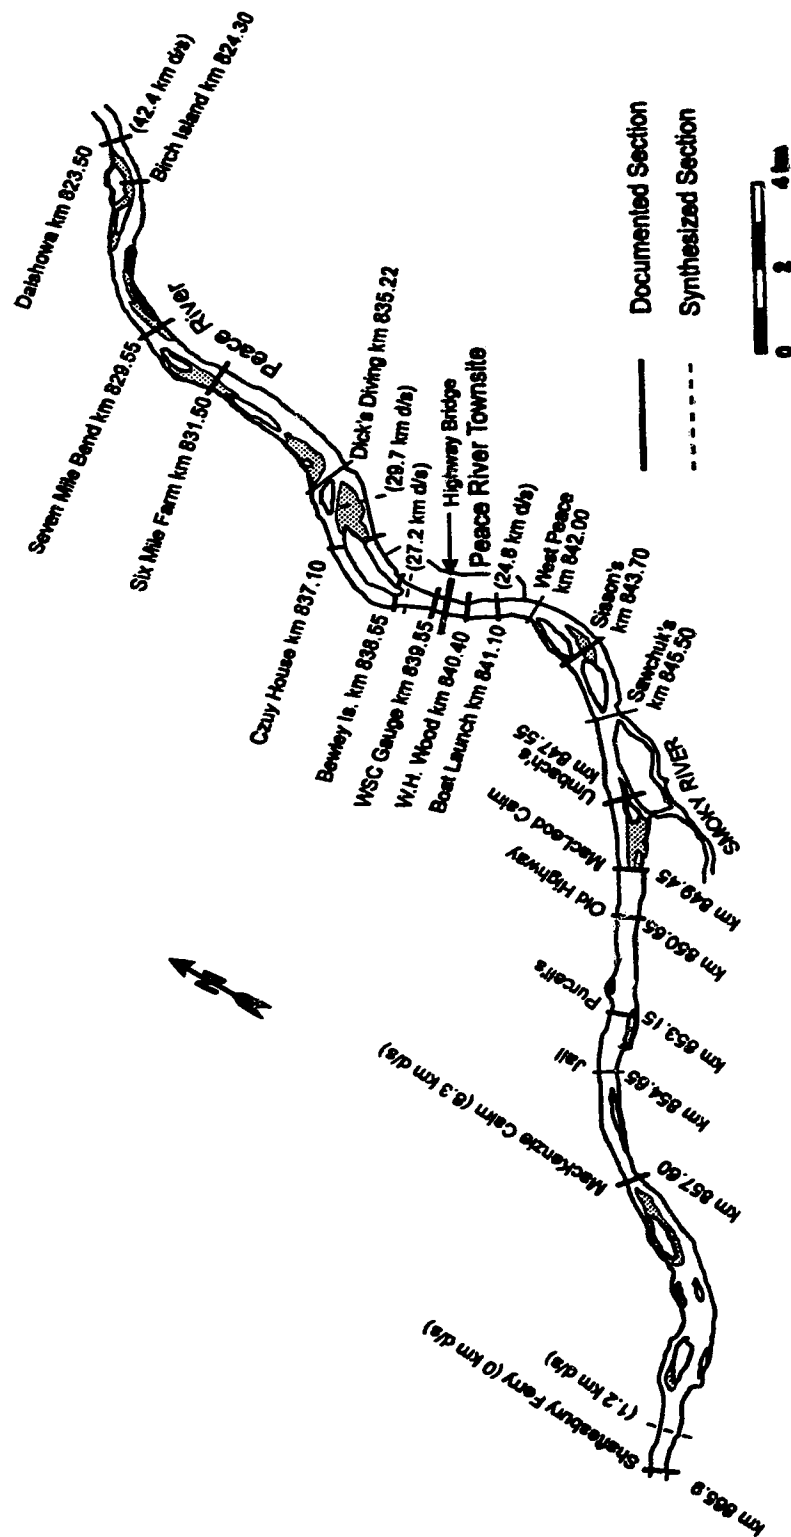 Daishowa km 823.50
(42.4 km d/s)
Birch Island km 824.30
Seven Mile Bend km 829.55
Peace River
Six Mile Farm km 831.50
Dick's Diving km 835.22
(29.7 km d/s)
Czuy House km 837.10
(27.2 km d/s)
Bewley Is. km 838.55
Highway Bridge
WSC Gauge km 839.55
Peace River Townsite
W.H. Wood km 840.40
(24.8 km d/s)
Boat Launch km 841.10
West Peace
km 842.00
Sisson's
km 843.70
Sawchuk's
km 845.50
Umbach's
km 847.55
SMOKY RIVER
MacLeod Cairn
km 849.45
Old Highway
km 850.65
Purcell's
km 853.15
Jail
km 854.65
MacKenzie Cairn (8.3 km d/s)
km 857.60
(1.2 km d/s)
Shaftesbury Ferry (0 km d/s)
km 865.9
N
Documented Section
Synthesized Section
0 2 4 km